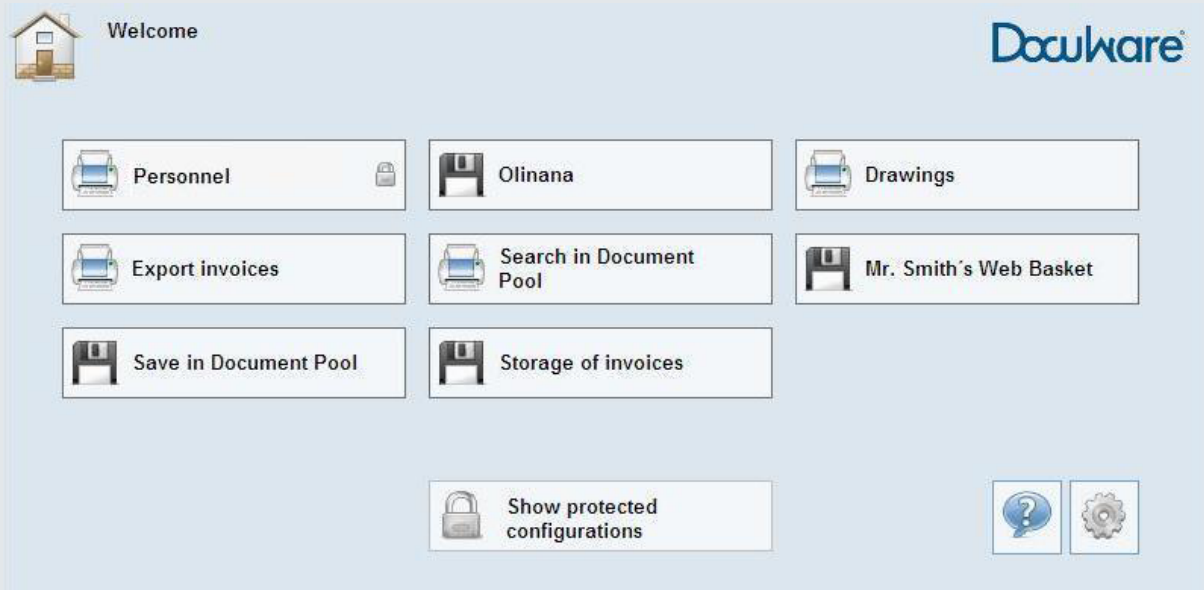 Welcome
DocuWare
Personnel
Olinana
Drawings
Export invoices
Search in Document
Pool
Mr. Smith´s Web Basket
Save in Document Pool
Storage of invoices
Show protected
configurations
?